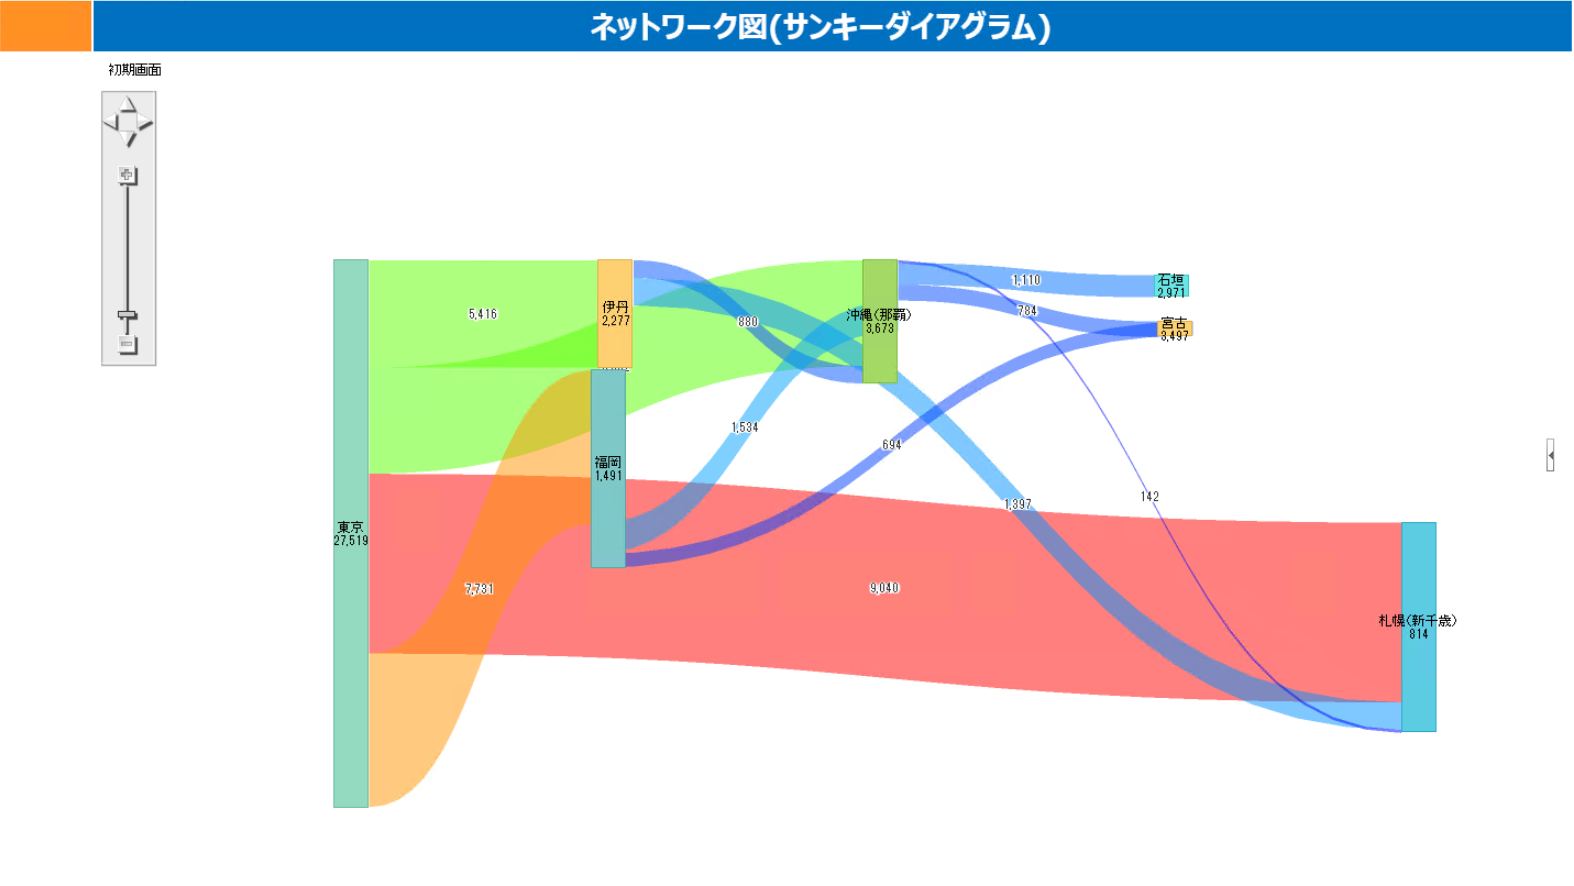 ネットワーク図(サンキーダイアグラム)
初期画面
5,416
伊丹
2,277
880
沖縄(那覇)
3,673
1,110
784
石垣
2,971
宮古
3,497
1,534
694
福岡
1,491
1,397
142
東京
27,519
7,731
9,040
札幌(新千歳)
814